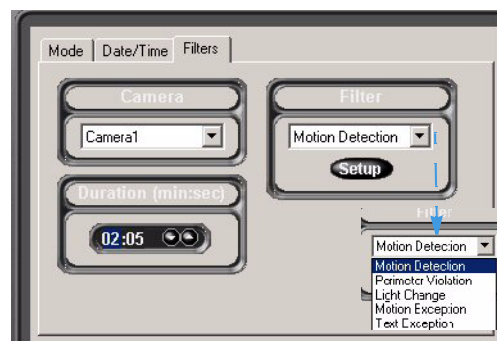 Mode Date/Time Filters
Camera
Camera1
Duration (min:sec)
02:05
Filter
Motion Detection
Setup
Filter
Motion Detection
Motion Detection
Perimeter Violation
Light Change
Motion Exception
Text Exception